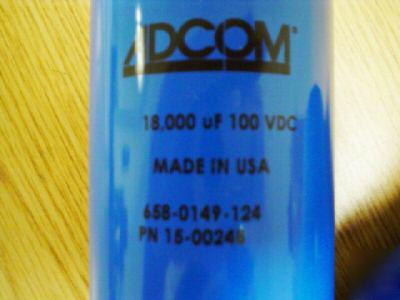 ADCOM
18,000 uF 100 VDC
MADE IN USA
658-0149-124
PN 15-00248